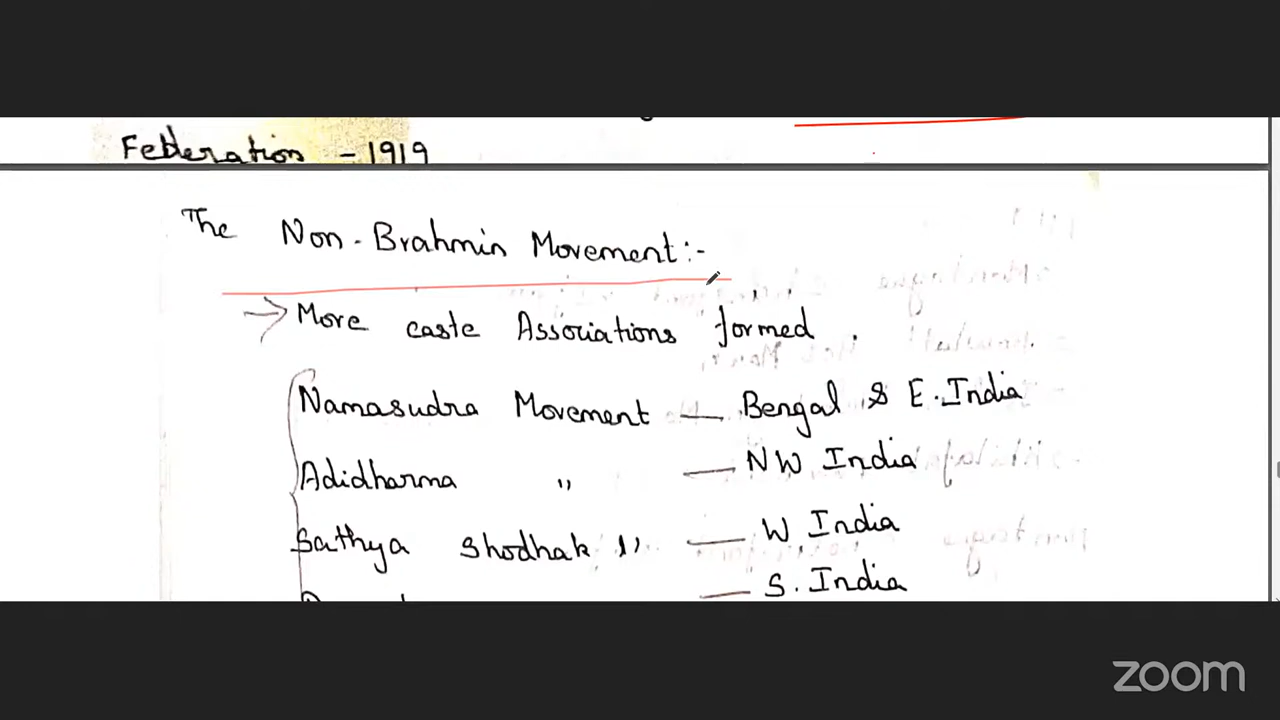 Federation - 1919
The Non-Brahmin Movement:-
→ More caste Associations formed.
Namasudra Movement — Bengal & E. India
Adidharma " — NW India
Sathya Shodhak " — W India
— S. India
zoom